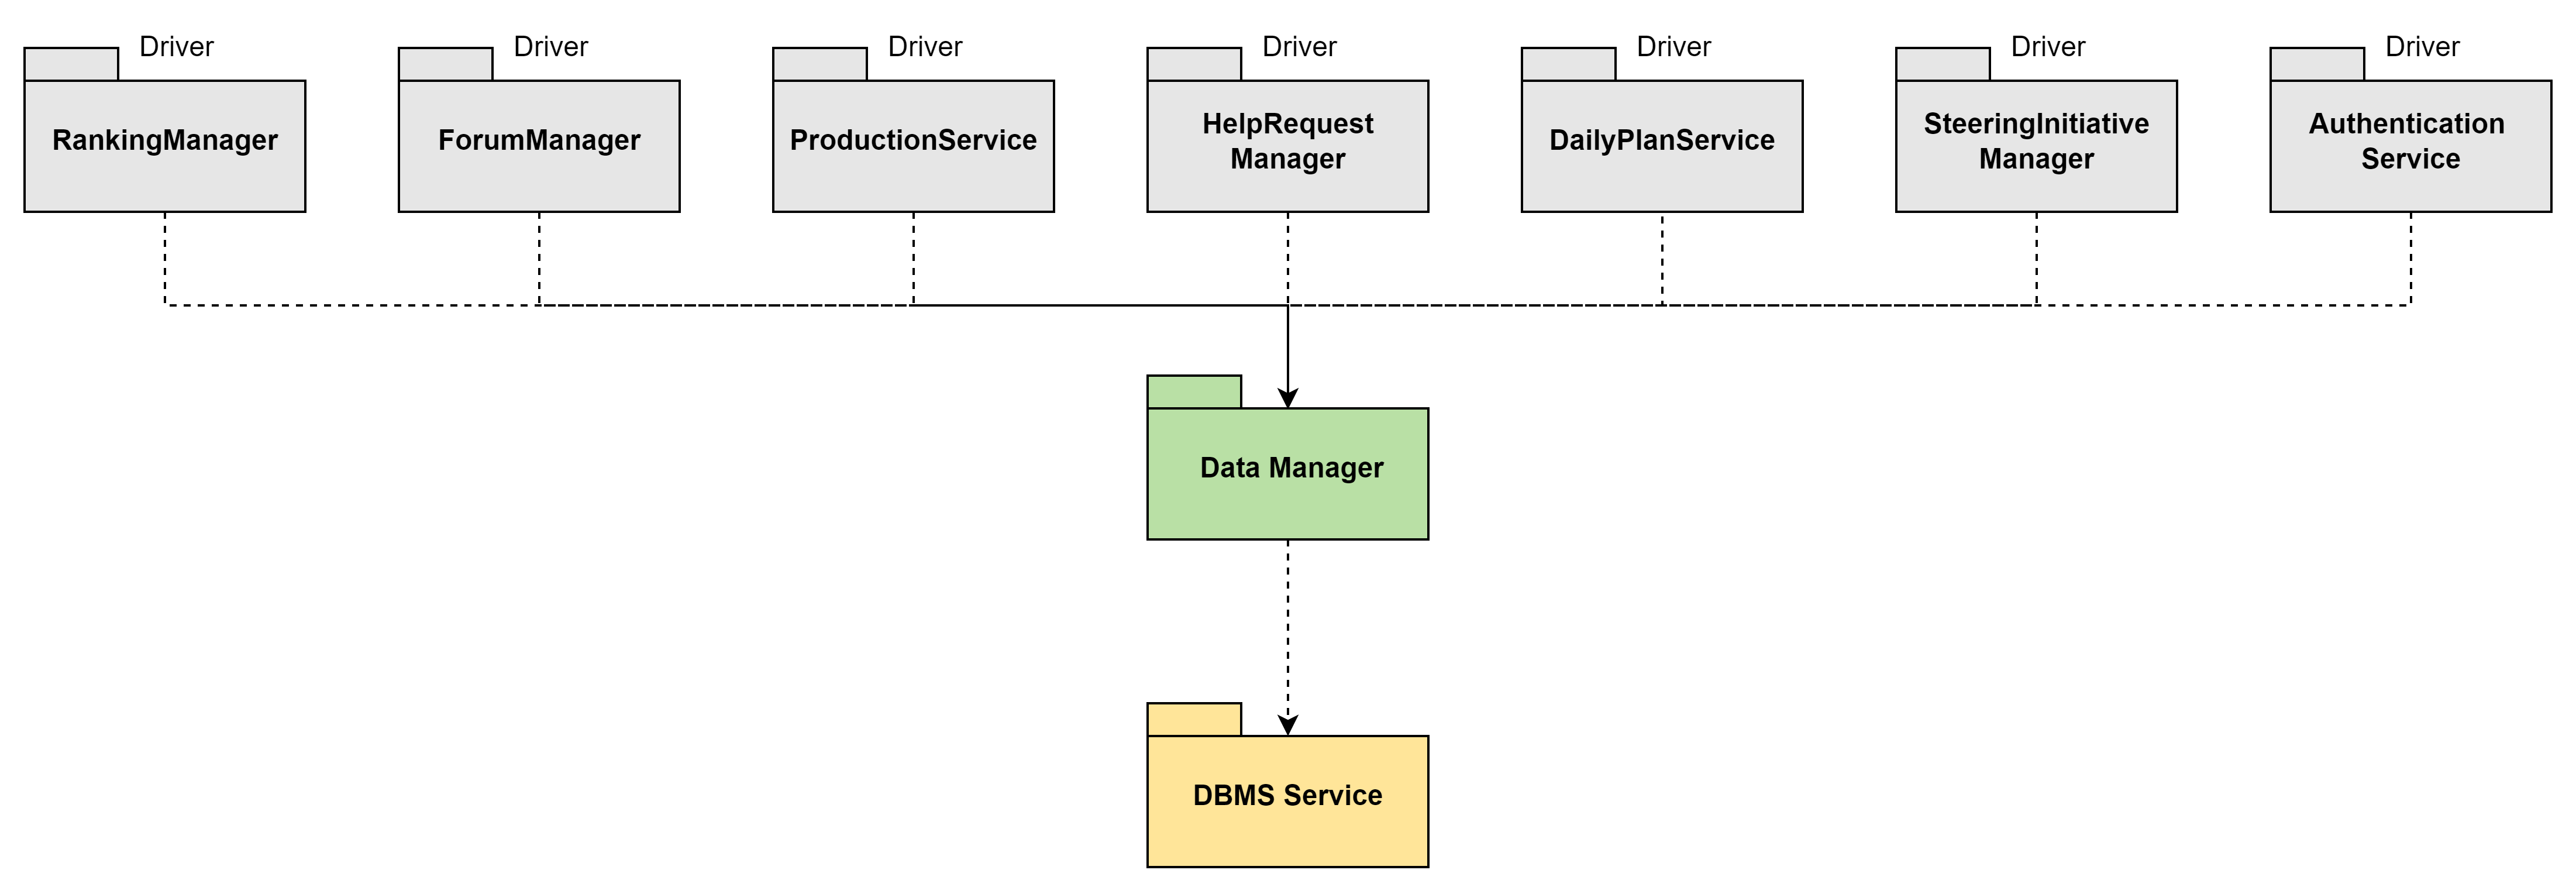 Driver
Driver
Driver
Driver
Driver
Driver
Driver
RankingManager
ForumManager
ProductionService
HelpRequest
Manager
DailyPlanService
SteeringInitiative
Manager
Authentication
Service
Data Manager
DBMS Service